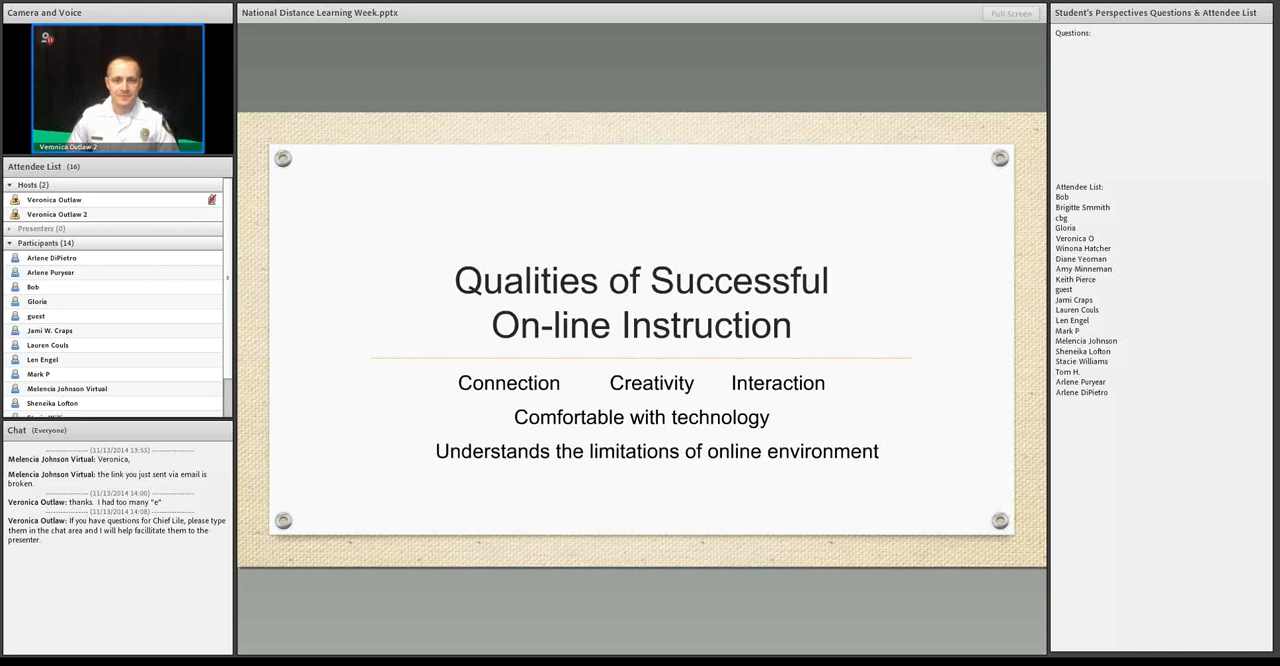 Camera and Voice
Veronica Outlaw 2
Attendee List (16)
Hosts (2)
Veronica Outlaw
Veronica Outlaw 2
Presenters (0)
Participants (14)
Arlene DiPietro
Arlene Puryear
Bob
Gloria
guest
Jami W. Craps
Lauren Couls
Len Engel
Mark P
Melencia Johnson Virtual
Sheneika Lofton
Chat (Everyone)
---------------- (11/13/2014 13:55) ----------------
Melencia Johnson Virtual: Veronica,
Melencia Johnson Virtual: the link you just sent via email is
broken.
---------------- (11/13/2014 14:00) ----------------
Veronica Outlaw: thanks. I had too many "e"
---------------- (11/13/2014 14:08) ----------------
Veronica Outlaw: If you have questions for Chief Lile, please type
them in the chat area and I will help facillitate them to the
presenter.
National Distance Learning Week.pptx
Full Screen
Qualities of Successful
On-line Instruction
Connection Creativity Interaction
Comfortable with technology
Understands the limitations of online environment
Student's Perspectives Questions & Attendee List
Questions:
Attendee List:
Bob
Brigitte Smmith
cbg
Gloria
Veronica O
Winona Hatcher
Diane Yeoman
Amy Minneman
Keith Pierce
guest
Jami Craps
Lauren Couls
Len Engel
Mark P
Melencia Johnson
Sheneika Lofton
Stacie Williams
Tom H.
Arlene Puryear
Arlene DiPietro